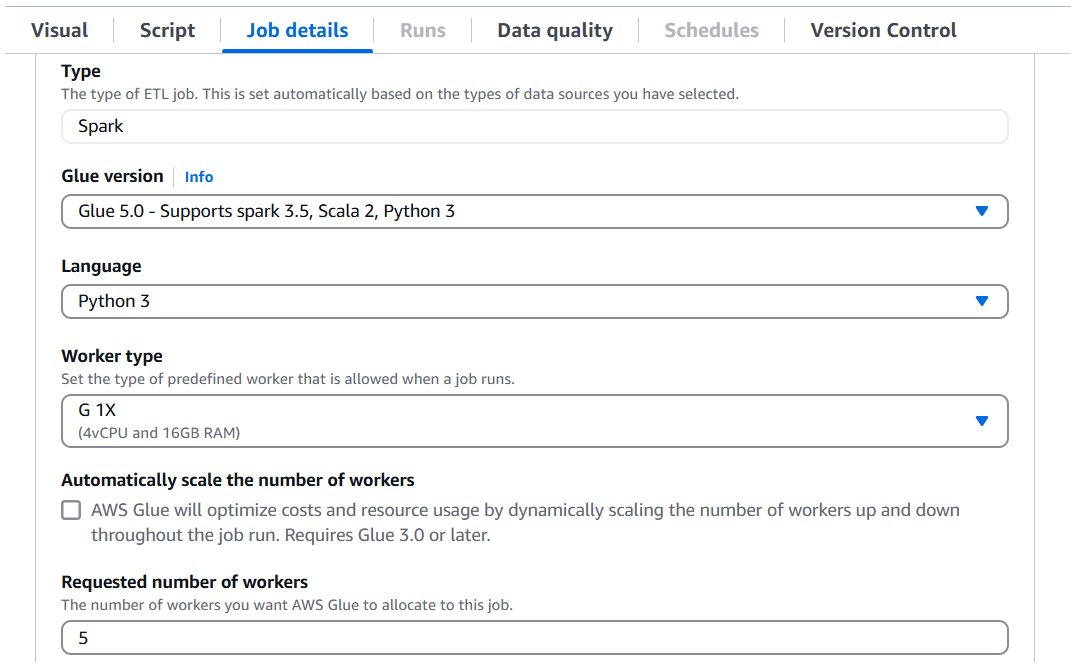 Visual Script Job details Runs Data quality Schedules Version Control
Type
The type of ETL job. This is set automatically based on the types of data sources you have selected.
Spark
Glue version Info
Glue 5.0 - Supports spark 3.5, Scala 2, Python 3
Language
Python 3
Worker type
Set the type of predefined worker that is allowed when a job runs.
G 1X
(4vCPU and 16GB RAM)
Automatically scale the number of workers
AWS Glue will optimize costs and resource usage by dynamically scaling the number of workers up and down
throughout the job run. Requires Glue 3.0 or later.
Requested number of workers
The number of workers you want AWS Glue to allocate to this job.
5